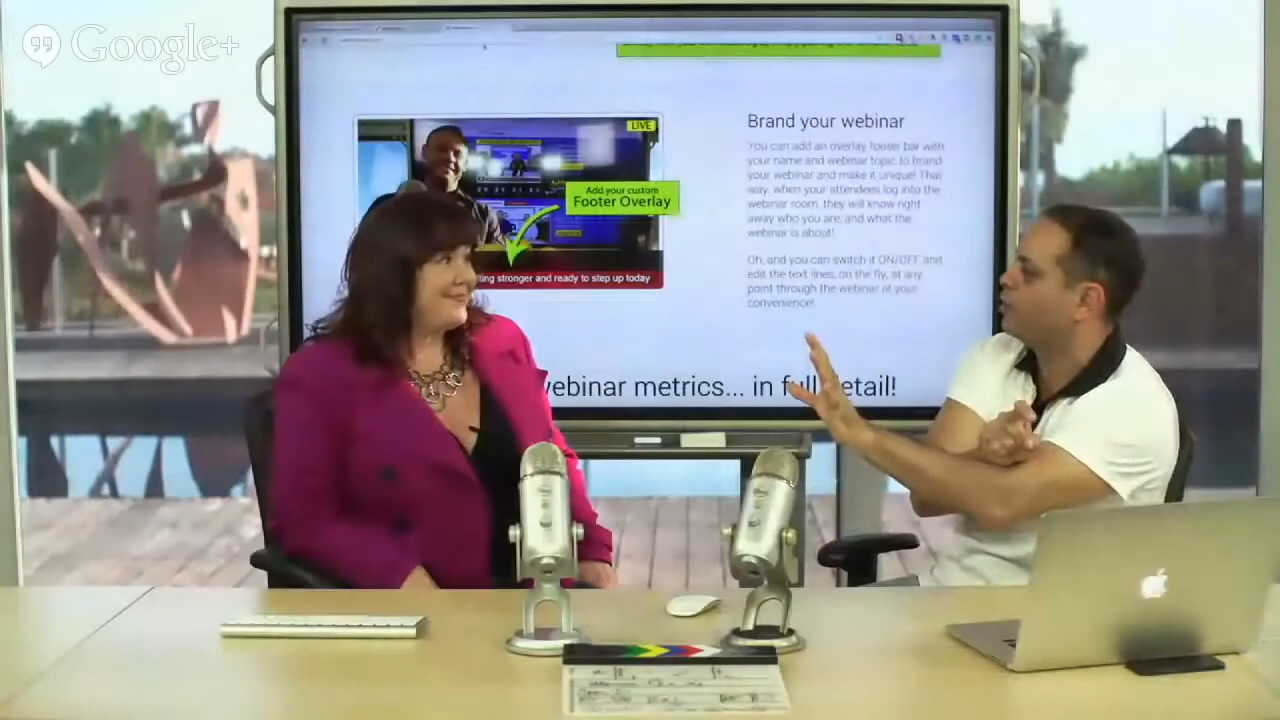 Google+
LIVE
Add your custom
Footer Overlay
ting stronger and ready to step up today
Brand your webinar
You can add an overlay footer bar with
your name and webinar topic to brand
your webinar and make it unique! That
way, when your attendees log into the
webinar room, they will know right
away who you are, and what the
webinar is about!
Oh, and you can switch it ON/OFF and
edit the text lines, on the fly, at any
point through the webinar at your
convenience!
webinar metrics... in full detail!